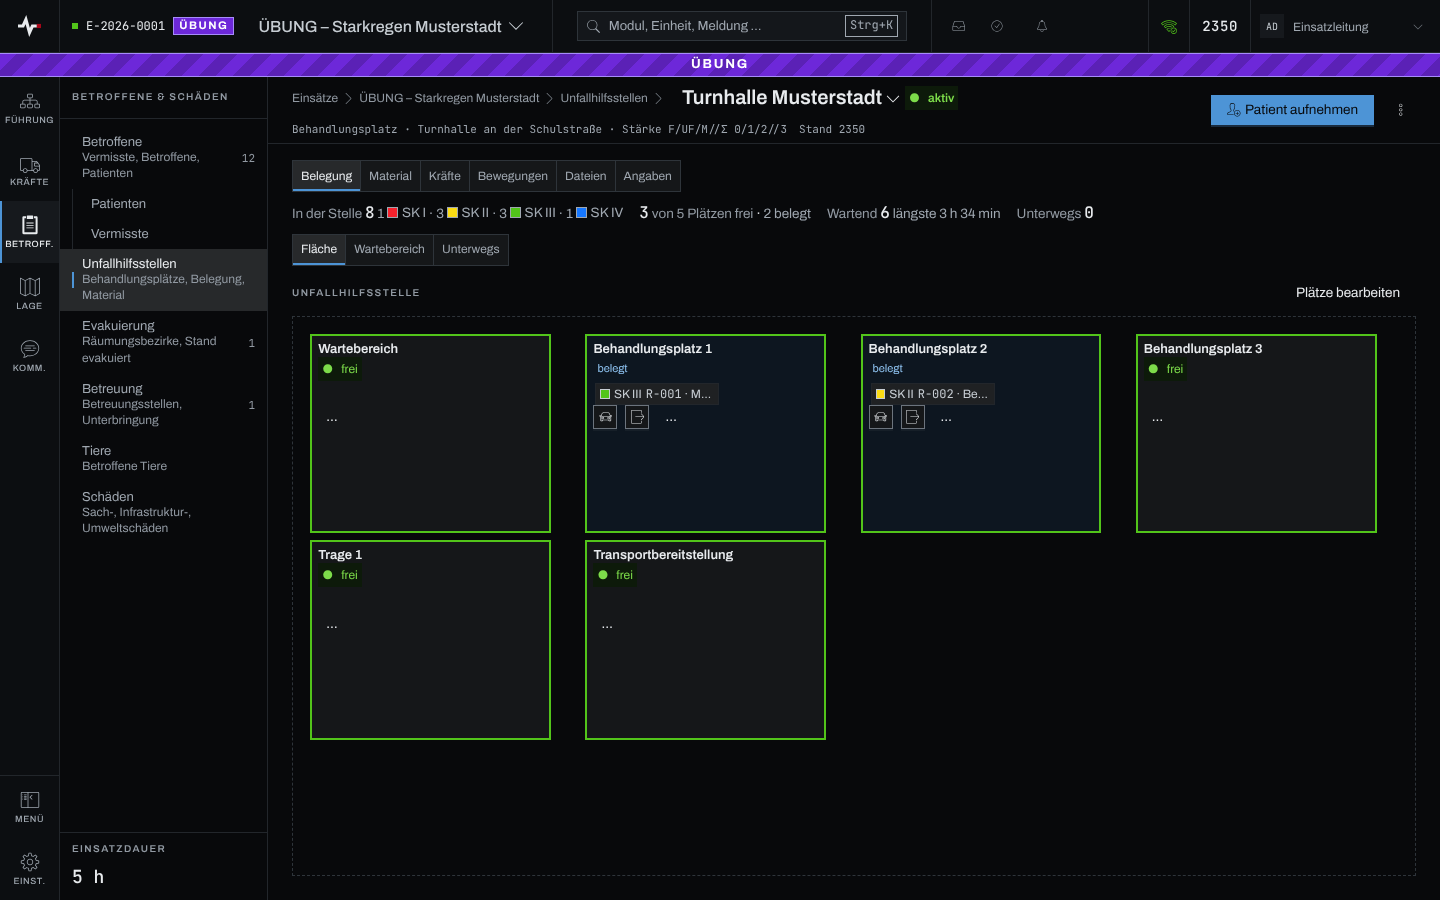 E-2026-0001 ÜBUNG ÜBUNG – Starkregen Musterstadt Modul, Einheit, Meldung ... Strg+K 2350 AD Einsatzleitung
ÜBUNG
FÜHRUNG
KRÄFTE
BETROFF.
LAGE
KOMM.
MENÜ
EINST.
BETROFFENE & SCHÄDEN
Betroffene
Vermisste, Betroffene, 12
Patienten
Patienten
Vermisste
Unfallhilfsstellen
Behandlungsplätze, Belegung,
Material
Evakuierung
Räumungsbezirke, Stand 1
evakuiert
Betreuung
Betreuungsstellen, 1
Unterbringung
Tiere
Betroffene Tiere
Schäden
Sach-, Infrastruktur-,
Umweltschäden
EINSATZDAUER
5 h
Einsätze ÜBUNG – Starkregen Musterstadt Unfallhilfsstellen Turnhalle Musterstadt aktiv
Behandlungsplatz · Turnhalle an der Schulstraße · Stärke F/UF/M//Σ 0/1/2//3 Stand 2350
Patient aufnehmen
Belegung Material Kräfte Bewegungen Dateien Angaben
In der Stelle 8 1 SK I · 3 SK II · 3 SK III · 1 SK IV 3 von 5 Plätzen frei · 2 belegt Wartend 6 längste 3 h 34 min Unterwegs 0
Fläche Wartebereich Unterwegs
UNFALLHILFSSTELLE Plätze bearbeiten
Wartebereich
frei
...
Behandlungsplatz 1
belegt
SK III R-001 · M...
...
Behandlungsplatz 2
belegt
SK II R-002 · Be...
...
Behandlungsplatz 3
frei
...
Trage 1
frei
...
Transportbereitstellung
frei
...